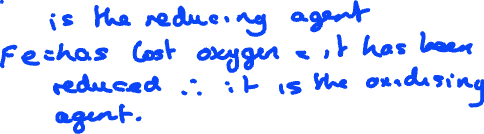 is the reducing agent
Fe = has lost oxygen = it has been
reduced ∴ it is the oxidising
agent.